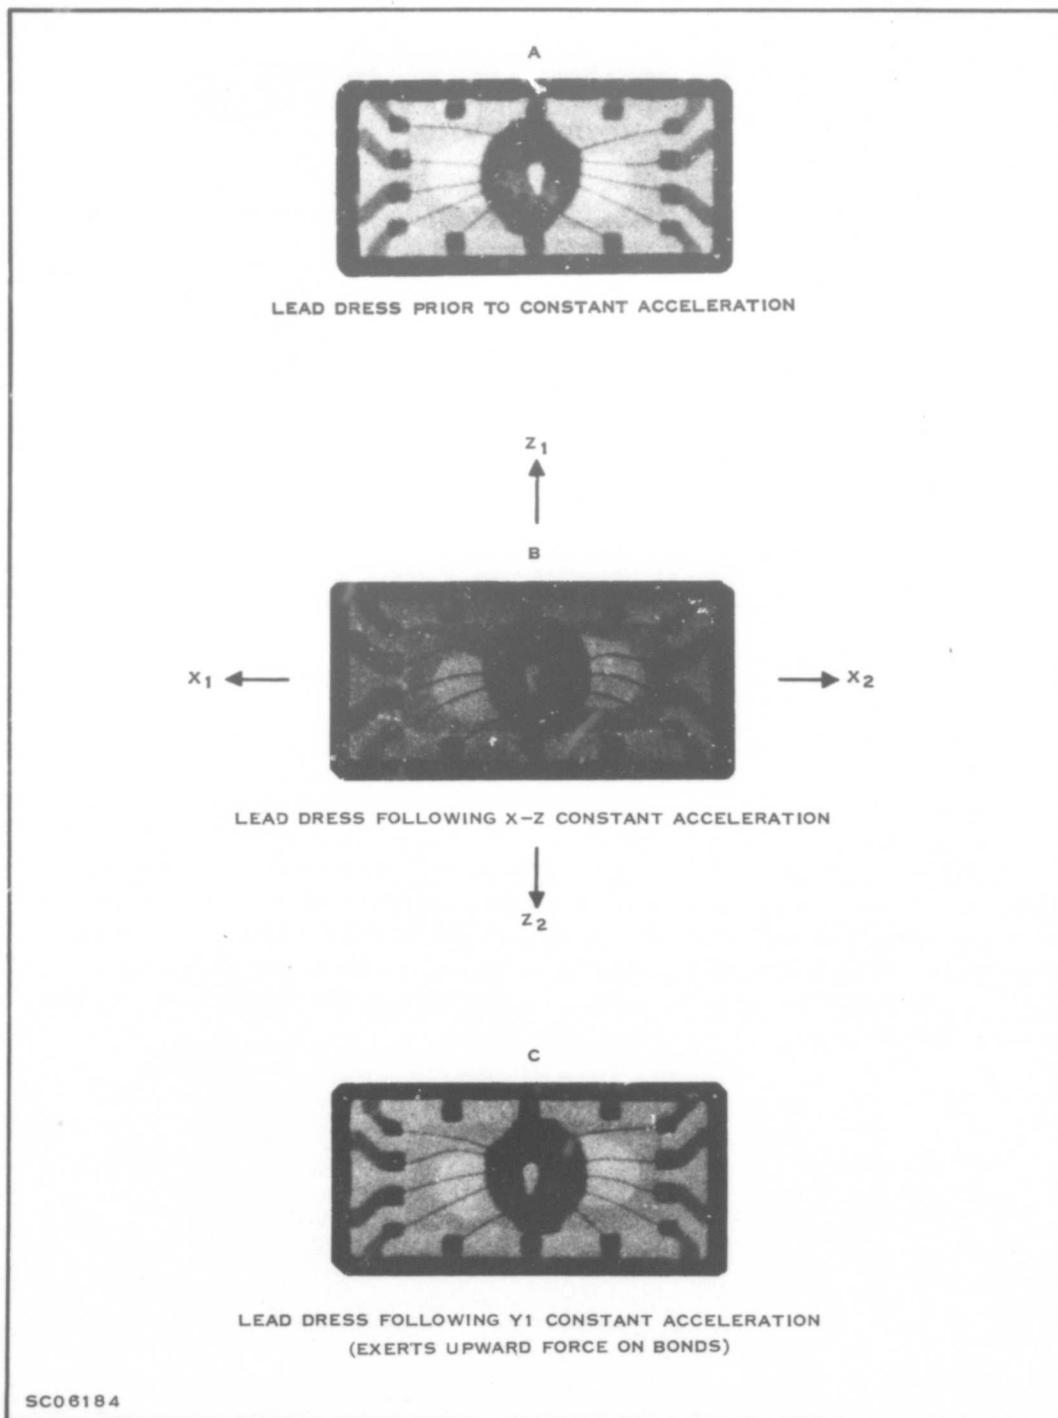 A
LEAD DRESS PRIOR TO CONSTANT ACCELERATION
Z1
B
X1
X2
LEAD DRESS FOLLOWING X-Z CONSTANT ACCELERATION
Z2
C
LEAD DRESS FOLLOWING Y1 CONSTANT ACCELERATION
(EXERTS UPWARD FORCE ON BONDS)
SC06184